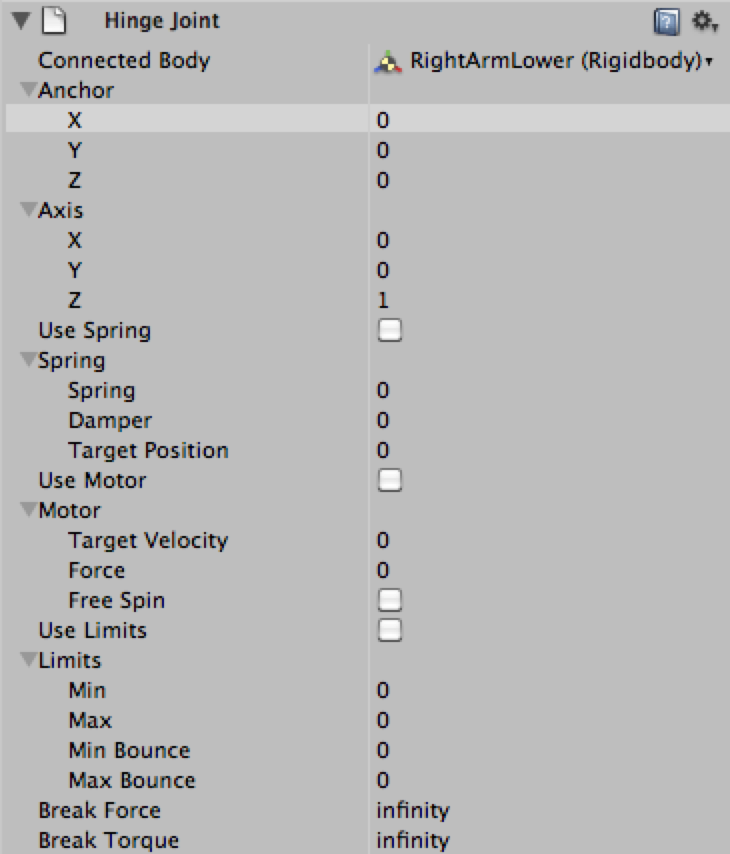 Hinge Joint
Connected Body RightArmLower (Rigidbody)
Anchor
X 0
Y 0
Z 0
Axis
X 0
Y 0
Z 1
Use Spring
Spring
Spring 0
Damper 0
Target Position 0
Use Motor
Motor
Target Velocity 0
Force 0
Free Spin
Use Limits
Limits
Min 0
Max 0
Min Bounce 0
Max Bounce 0
Break Force infinity
Break Torque infinity